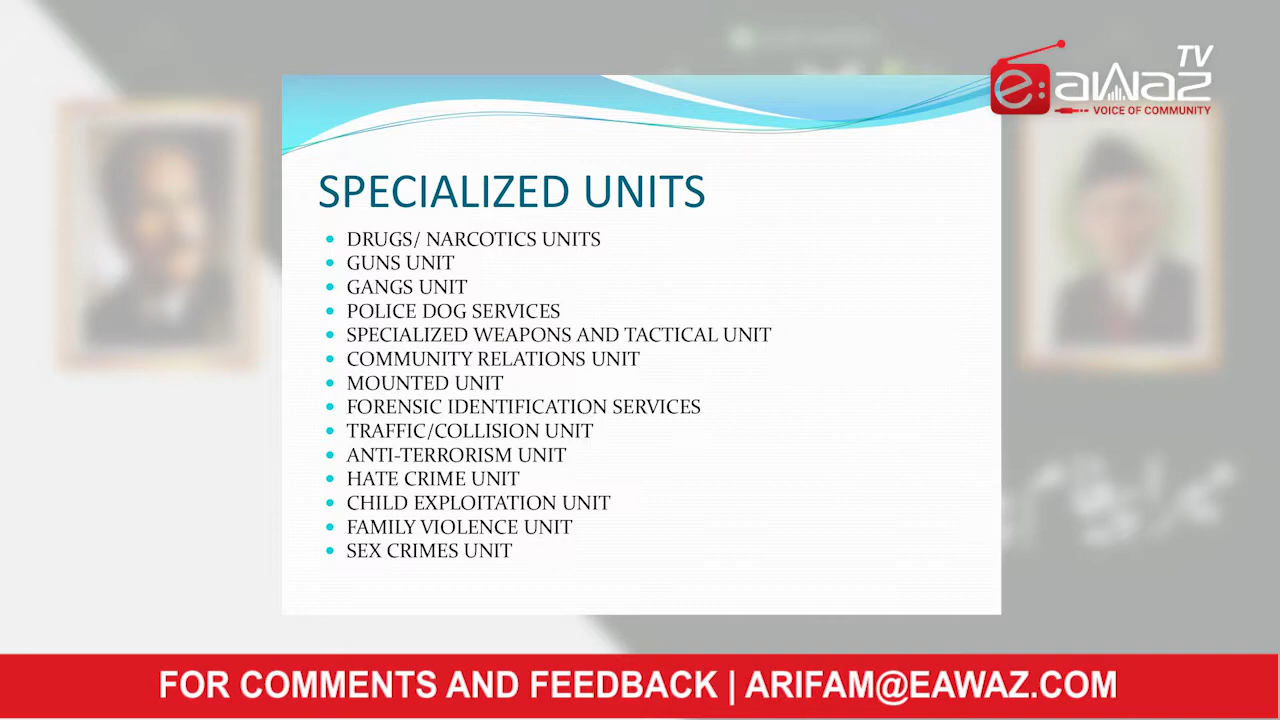 TV
e:aWaz
VOICE OF COMMUNITY
SPECIALIZED UNITS
DRUGS/ NARCOTICS UNITS
GUNS UNIT
GANGS UNIT
POLICE DOG SERVICES
SPECIALIZED WEAPONS AND TACTICAL UNIT
COMMUNITY RELATIONS UNIT
MOUNTED UNIT
FORENSIC IDENTIFICATION SERVICES
TRAFFIC/COLLISION UNIT
ANTI-TERRORISM UNIT
HATE CRIME UNIT
CHILD EXPLOITATION UNIT
FAMILY VIOLENCE UNIT
SEX CRIMES UNIT
FOR COMMENTS AND FEEDBACK | ARIFAM@EAWAZ.COM